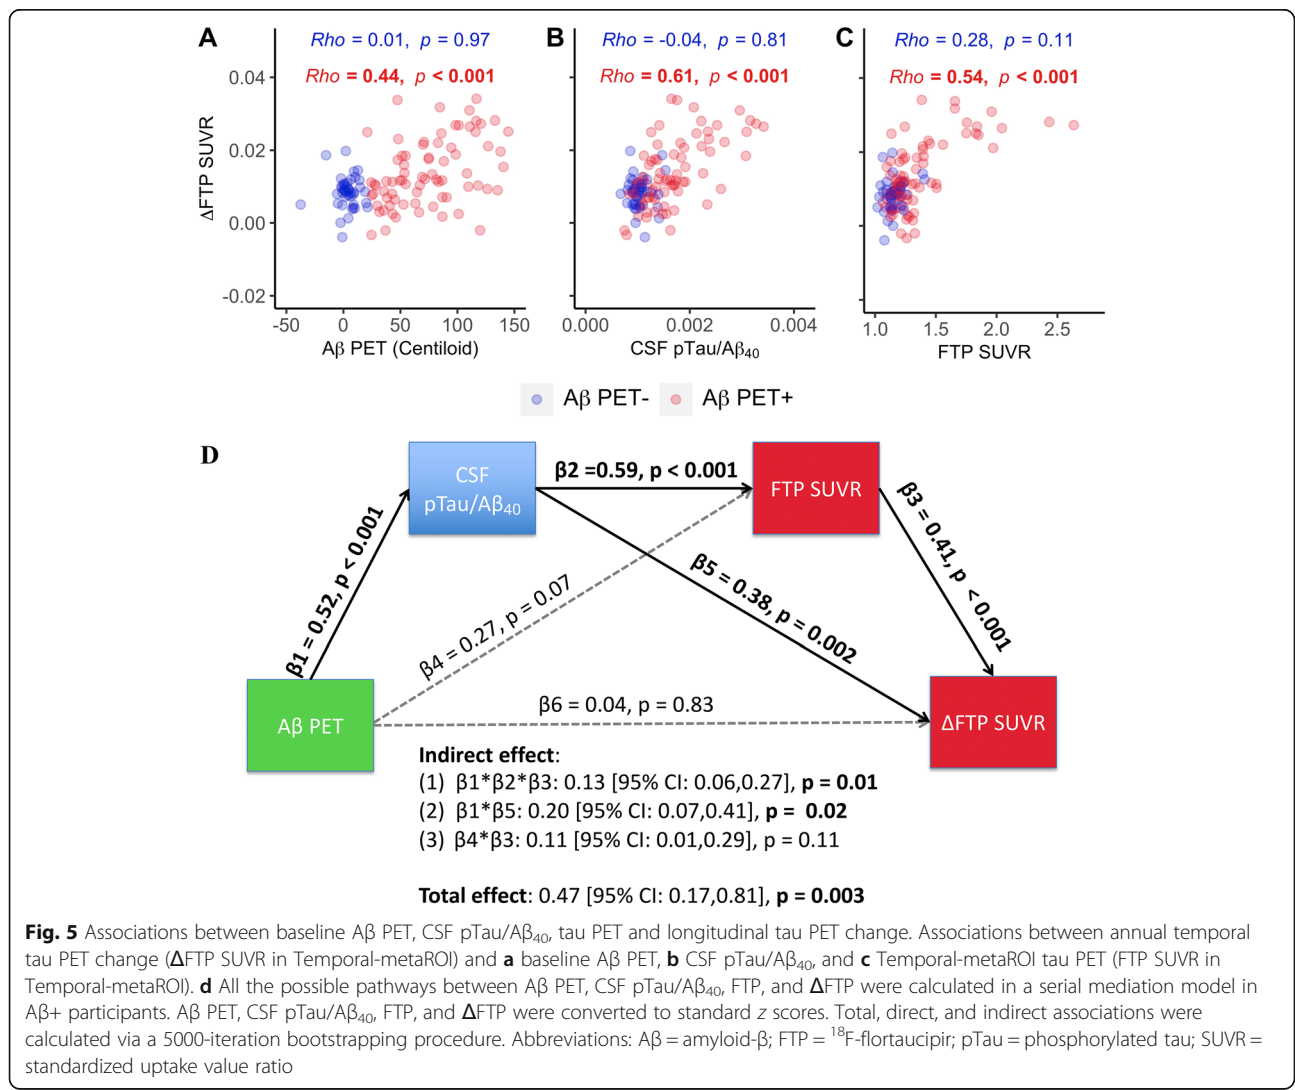 A
Rho = 0.01, p = 0.97
Rho = 0.44, p < 0.001
B
Rho = -0.04, p = 0.81
Rho = 0.61, p < 0.001
C
Rho = 0.28, p = 0.11
Rho = 0.54, p < 0.001
ΔFTP SUVR
0.04
0.02
0.00
-0.02
-50 0 50 100 150
Aβ PET (Centiloid)
0.000 0.002 0.004
CSF pTau/Aβ40
1.0 1.5 2.0 2.5
FTP SUVR
Aβ PET- Aβ PET+
D
CSF
pTau/Aβ40
β2 =0.59, p < 0.001
FTP SUVR
β1 = 0.52, p < 0.001
β4 = 0.27, p = 0.07
β5 = 0.38, p = 0.002
β3 = 0.41, p < 0.001
Aβ PET
β6 = 0.04, p = 0.83
ΔFTP SUVR
Indirect effect:
(1) β1*β2*β3: 0.13 [95% CI: 0.06,0.27], p = 0.01
(2) β1*β5: 0.20 [95% CI: 0.07,0.41], p = 0.02
(3) β4*β3: 0.11 [95% CI: 0.01,0.29], p = 0.11
Total effect: 0.47 [95% CI: 0.17,0.81], p = 0.003
Fig. 5 Associations between baseline Aβ PET, CSF pTau/Aβ40, tau PET and longitudinal tau PET change. Associations between annual temporal
tau PET change (ΔFTP SUVR in Temporal-metaROI) and a baseline Aβ PET, b CSF pTau/Aβ40, and c Temporal-metaROI tau PET (FTP SUVR in
Temporal-metaROI). d All the possible pathways between Aβ PET, CSF pTau/Aβ40, FTP, and ΔFTP were calculated in a serial mediation model in
Aβ+ participants. Aβ PET, CSF pTau/Aβ40, FTP, and ΔFTP were converted to standard z scores. Total, direct, and indirect associations were
calculated via a 5000-iteration bootstrapping procedure. Abbreviations: Aβ = amyloid-β; FTP = 18F-flortaucipir; pTau = phosphorylated tau; SUVR =
standardized uptake value ratio